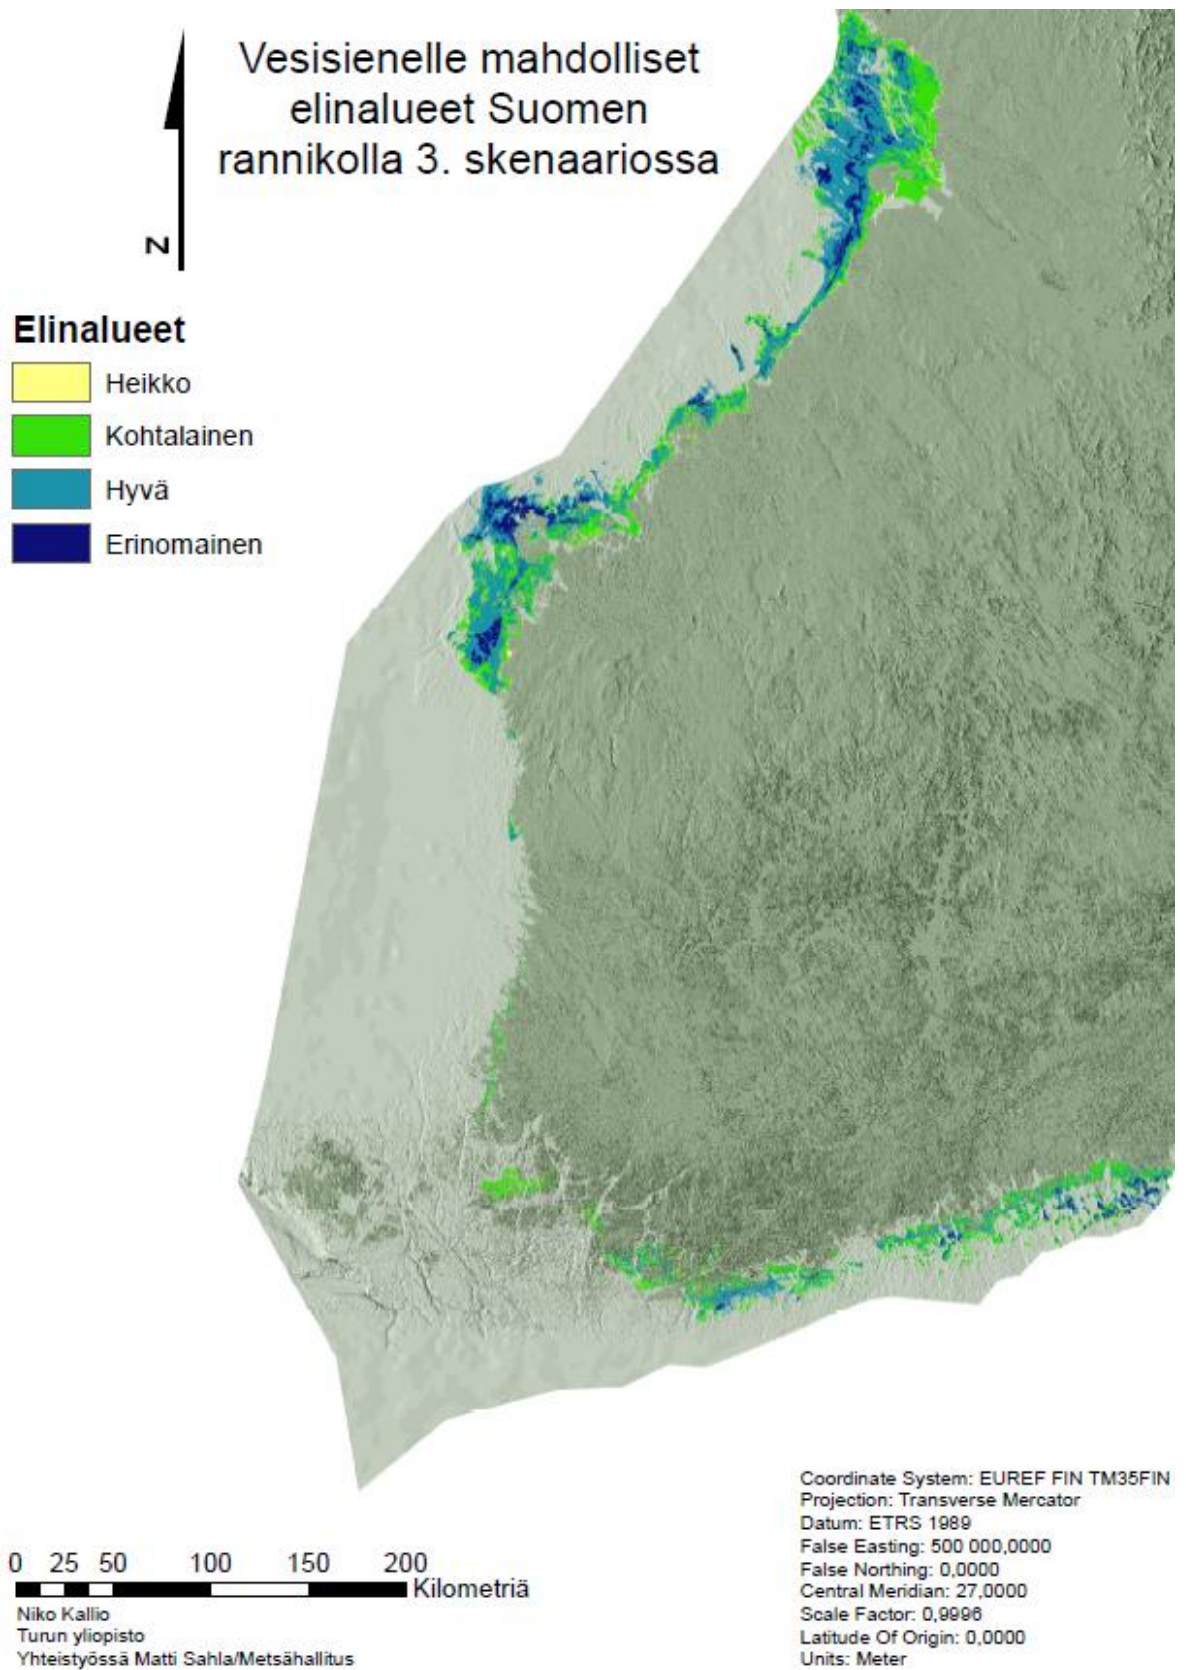 Vesisienelle mahdolliset
elinalueet Suomen
rannikolla 3. skenaariossa
N
Elinalueet
Heikko
Kohtalainen
Hyvä
Erinomainen
0 25 50 100 150 200
Kilometriä
Niko Kallio
Turun yliopisto
Yhteistyössä Matti Sahla/Metsähallitus
Coordinate System: EUREF FIN TM35FIN
Projection: Transverse Mercator
Datum: ETRS 1989
False Easting: 500 000,0000
False Northing: 0,0000
Central Meridian: 27,0000
Scale Factor: 0,9996
Latitude Of Origin: 0,0000
Units: Meter